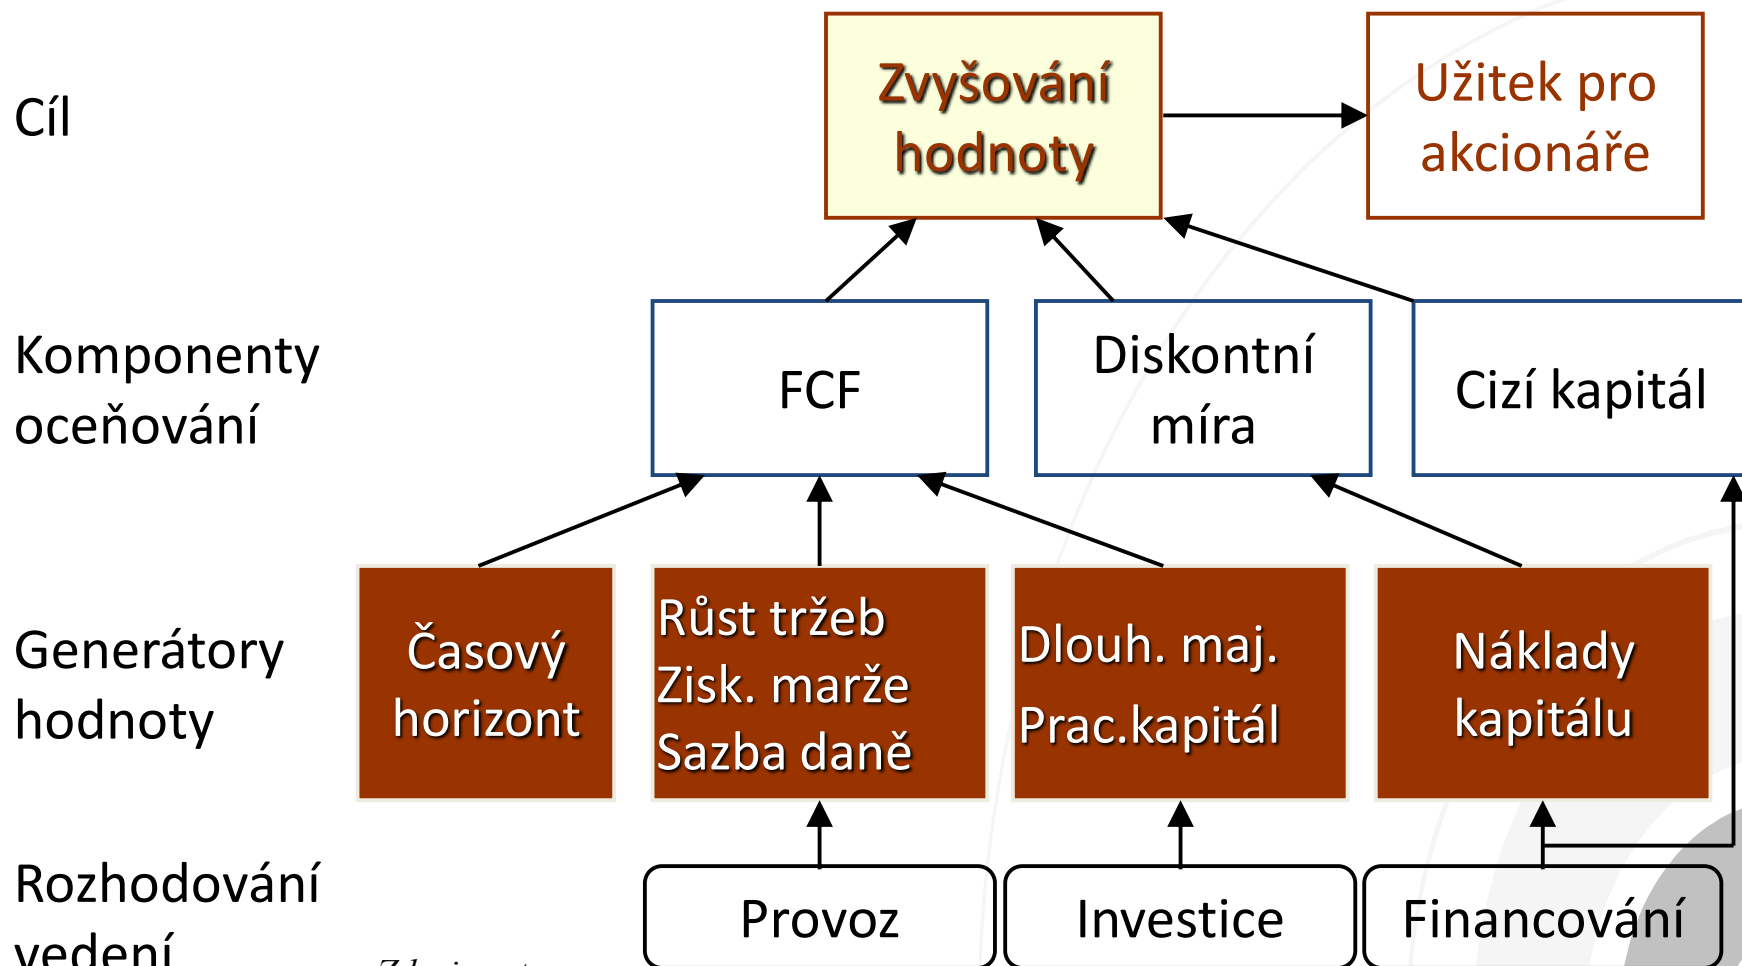 Cíl
Zvyšování
hodnoty
Užitek pro
akcionáře
Komponenty
oceňování
FCF
Diskontní
míra
Cizí kapitál
Generátory
hodnoty
Časový
horizont
Růst tržeb
Zisk. marže
Sazba daně
Dlouh. maj.
Prac.kapitál
Náklady
kapitálu
Rozhodování
vedení
Provoz
Investice
Financování